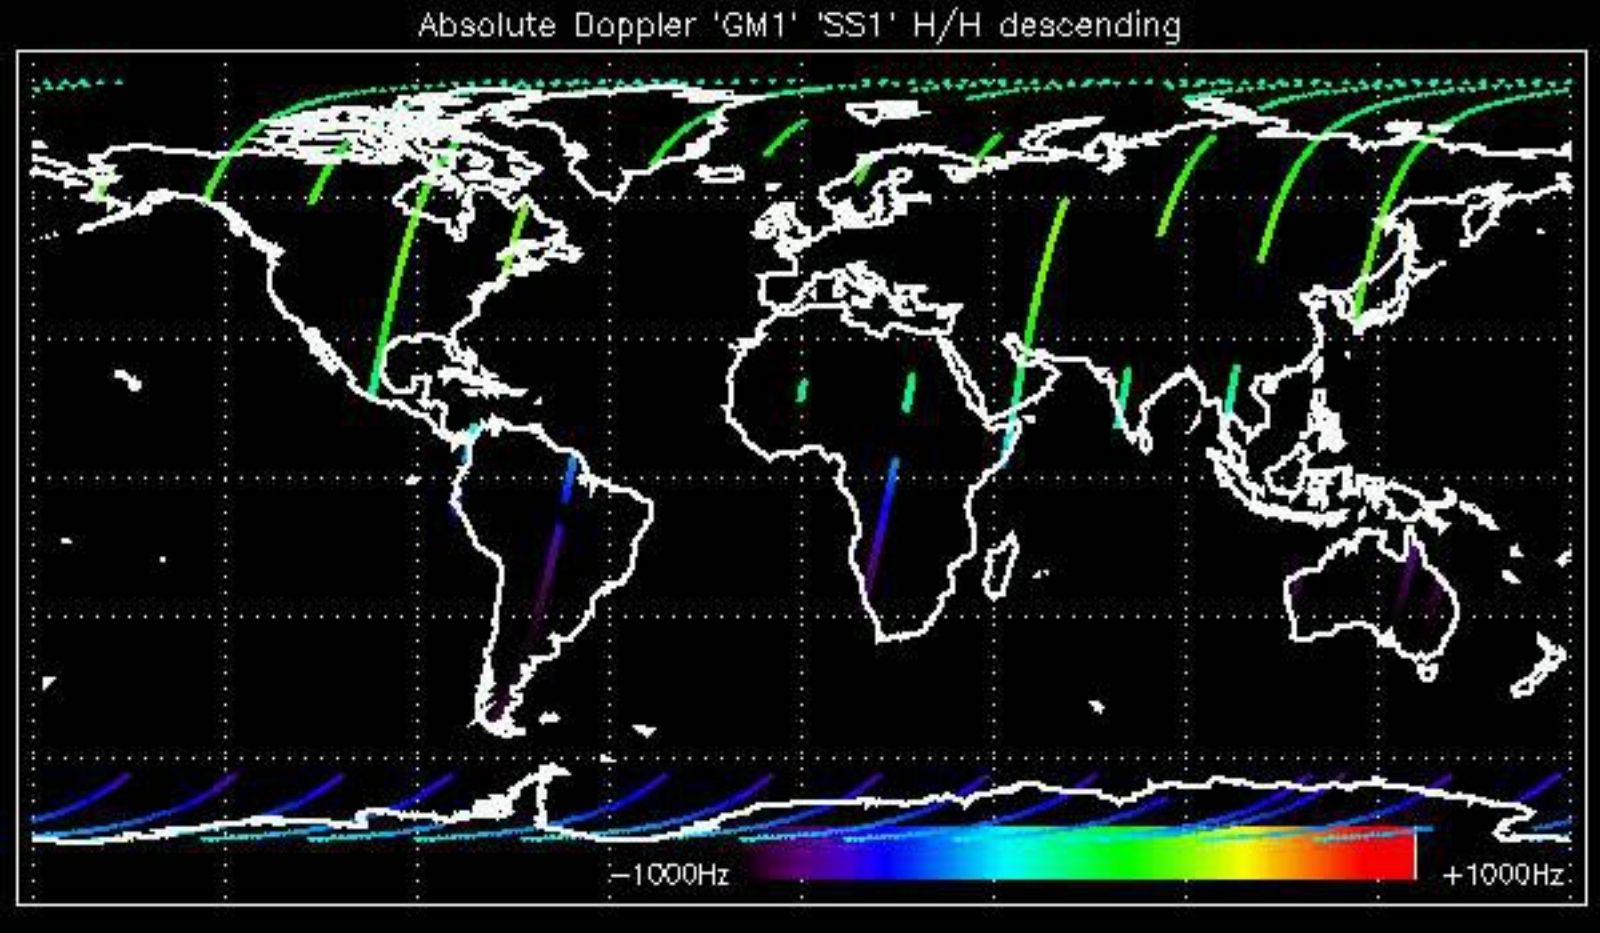 Absolute Doppler 'GM1' 'SS1' H/H descending
−1000Hz +1000Hz